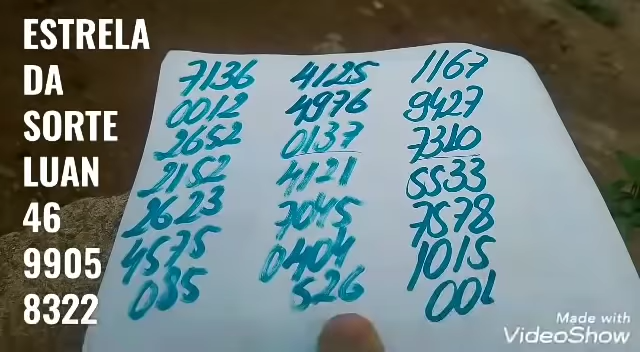 ESTRELA
DA
SORTE
LUAN
46
9905
8322
7136 4125 1167
0012 4976 9427
2652 0137 7310
2152 4121 5533
2623 7045 7578
4575 0404 1015
085 526 001
Made with
VideoShow